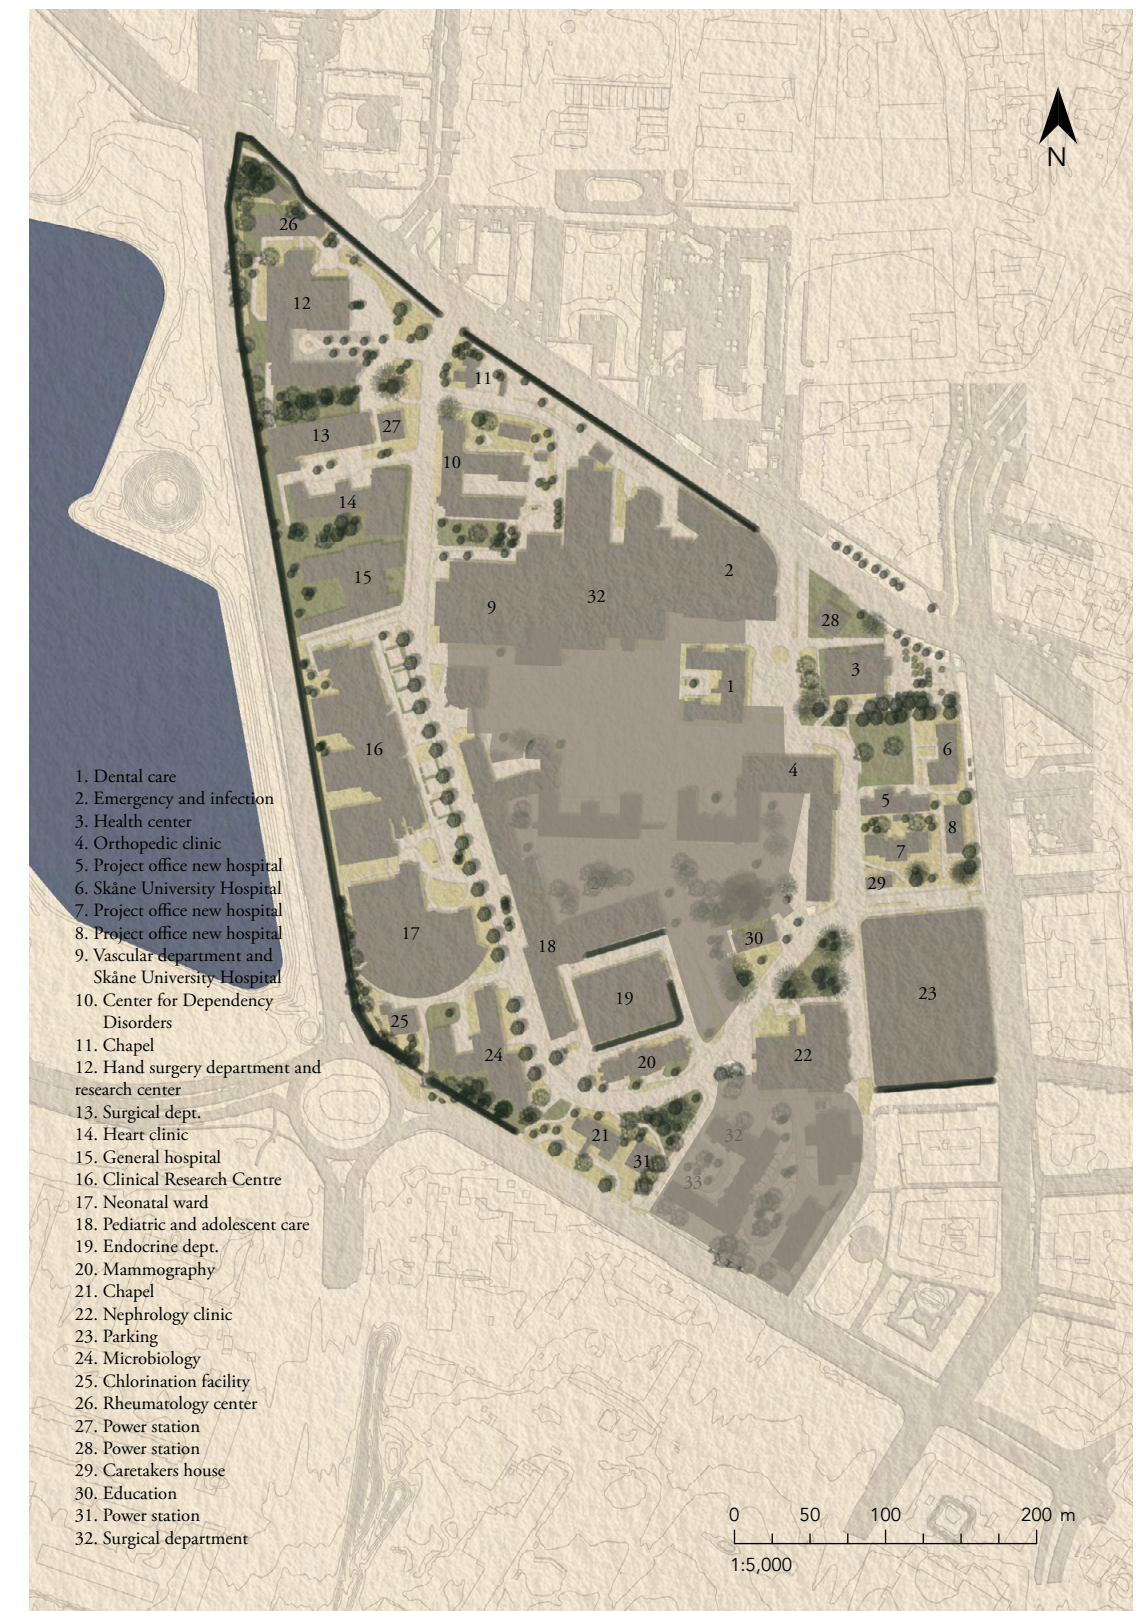 N
26
12
11
27
13
10
14
2
15
32
9
28
3
1
6
16
4
5
8
7
29
27
17
30
18
23
19
25
24
22
20
21
32
31
33
1. Dental care
2. Emergency and infection
3. Health center
4. Orthopedic clinic
5. Project office new hospital
6. Skåne University Hospital
7. Project office new hospital
8. Project office new hospital
9. Vascular department and
Skåne University Hospital
10. Center for Dependency
Disorders
11. Chapel
12. Hand surgery department and
research center
13. Surgical dept.
14. Heart clinic
15. General hospital
16. Clinical Research Centre
17. Neonatal ward
18. Pediatric and adolescent care
19. Endocrine dept.
20. Mammography
21. Chapel
22. Nephrology clinic
23. Parking
24. Microbiology
25. Chlorination facility
26. Rheumatology center
27. Power station
28. Power station
29. Caretakers house
30. Education
31. Power station
32. Surgical department
0 50 100 200 m
1:5,000